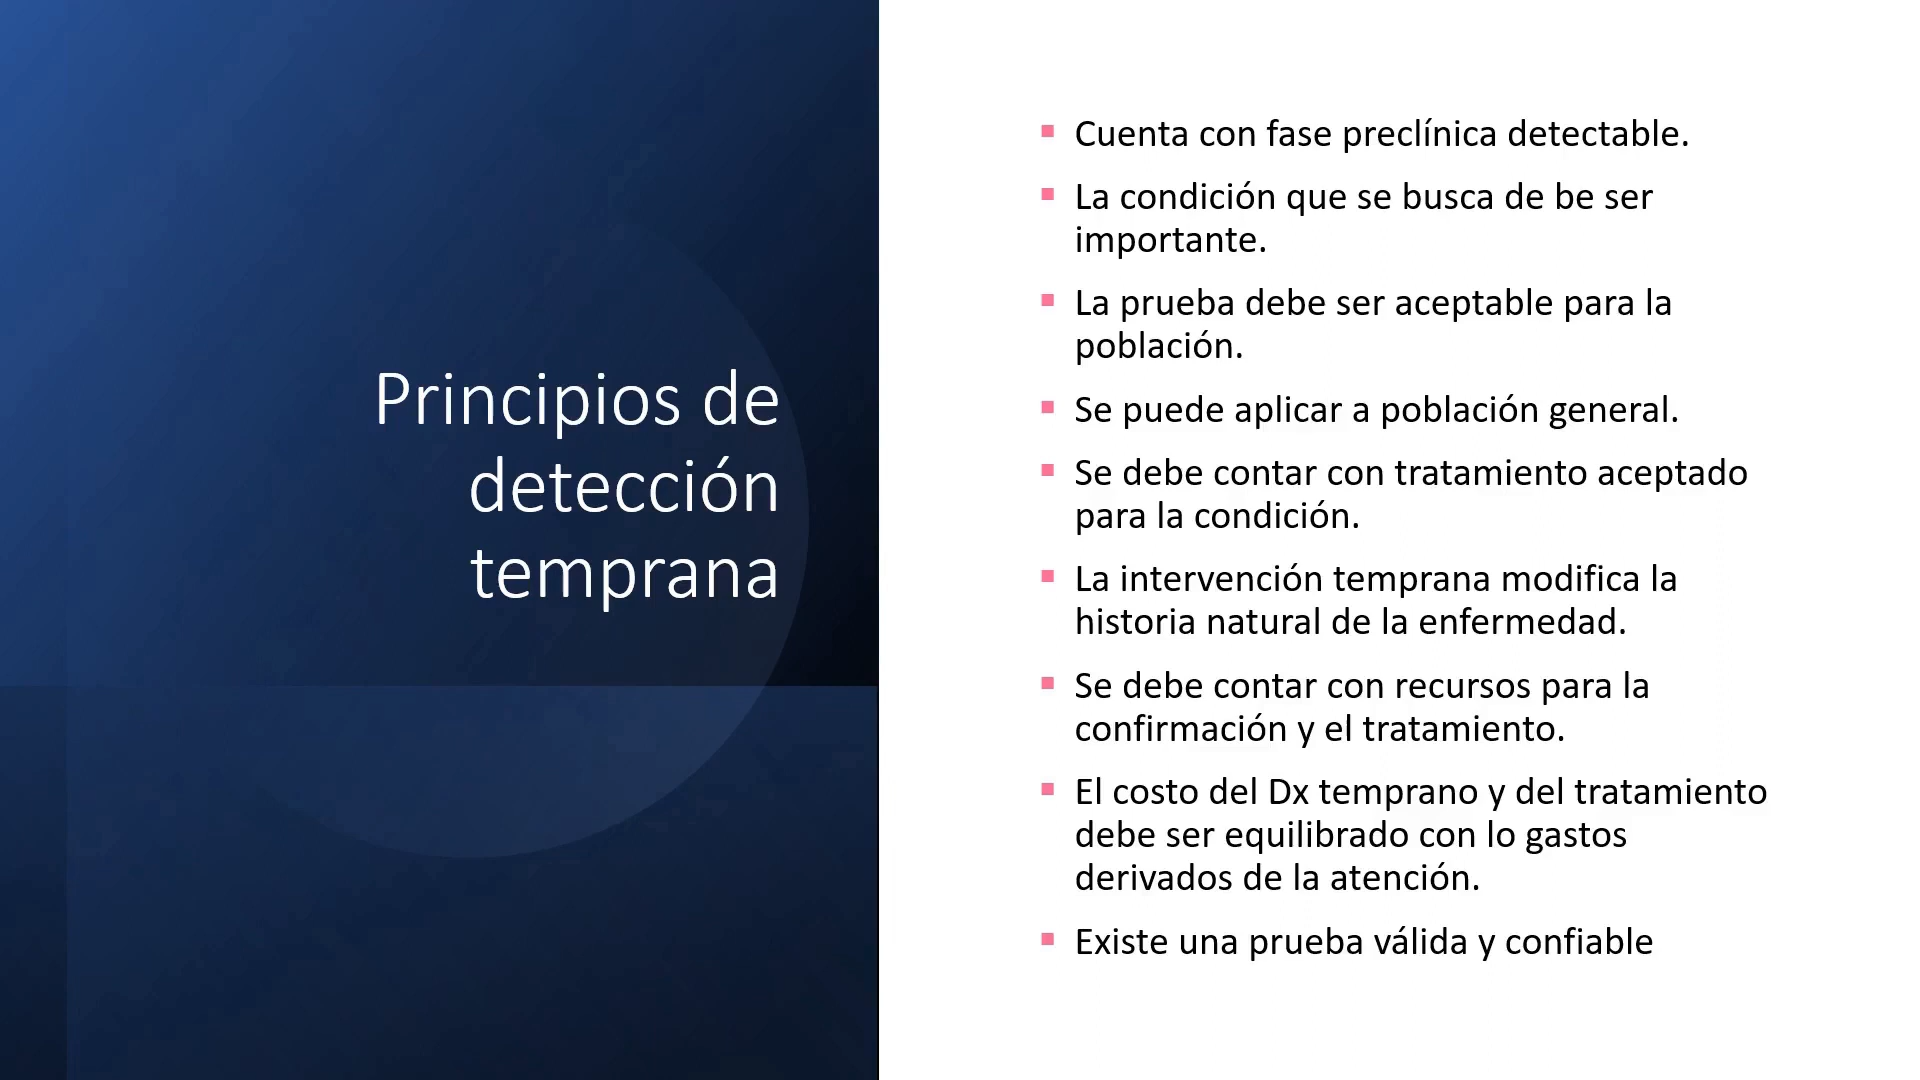 Principios de
detección
temprana
▪ Cuenta con fase preclínica detectable.
▪ La condición que se busca de be ser
importante.
▪ La prueba debe ser aceptable para la
población.
▪ Se puede aplicar a población general.
▪ Se debe contar con tratamiento aceptado
para la condición.
▪ La intervención temprana modifica la
historia natural de la enfermedad.
▪ Se debe contar con recursos para la
confirmación y el tratamiento.
▪ El costo del Dx temprano y del tratamiento
debe ser equilibrado con lo gastos
derivados de la atención.
▪ Existe una prueba válida y confiable